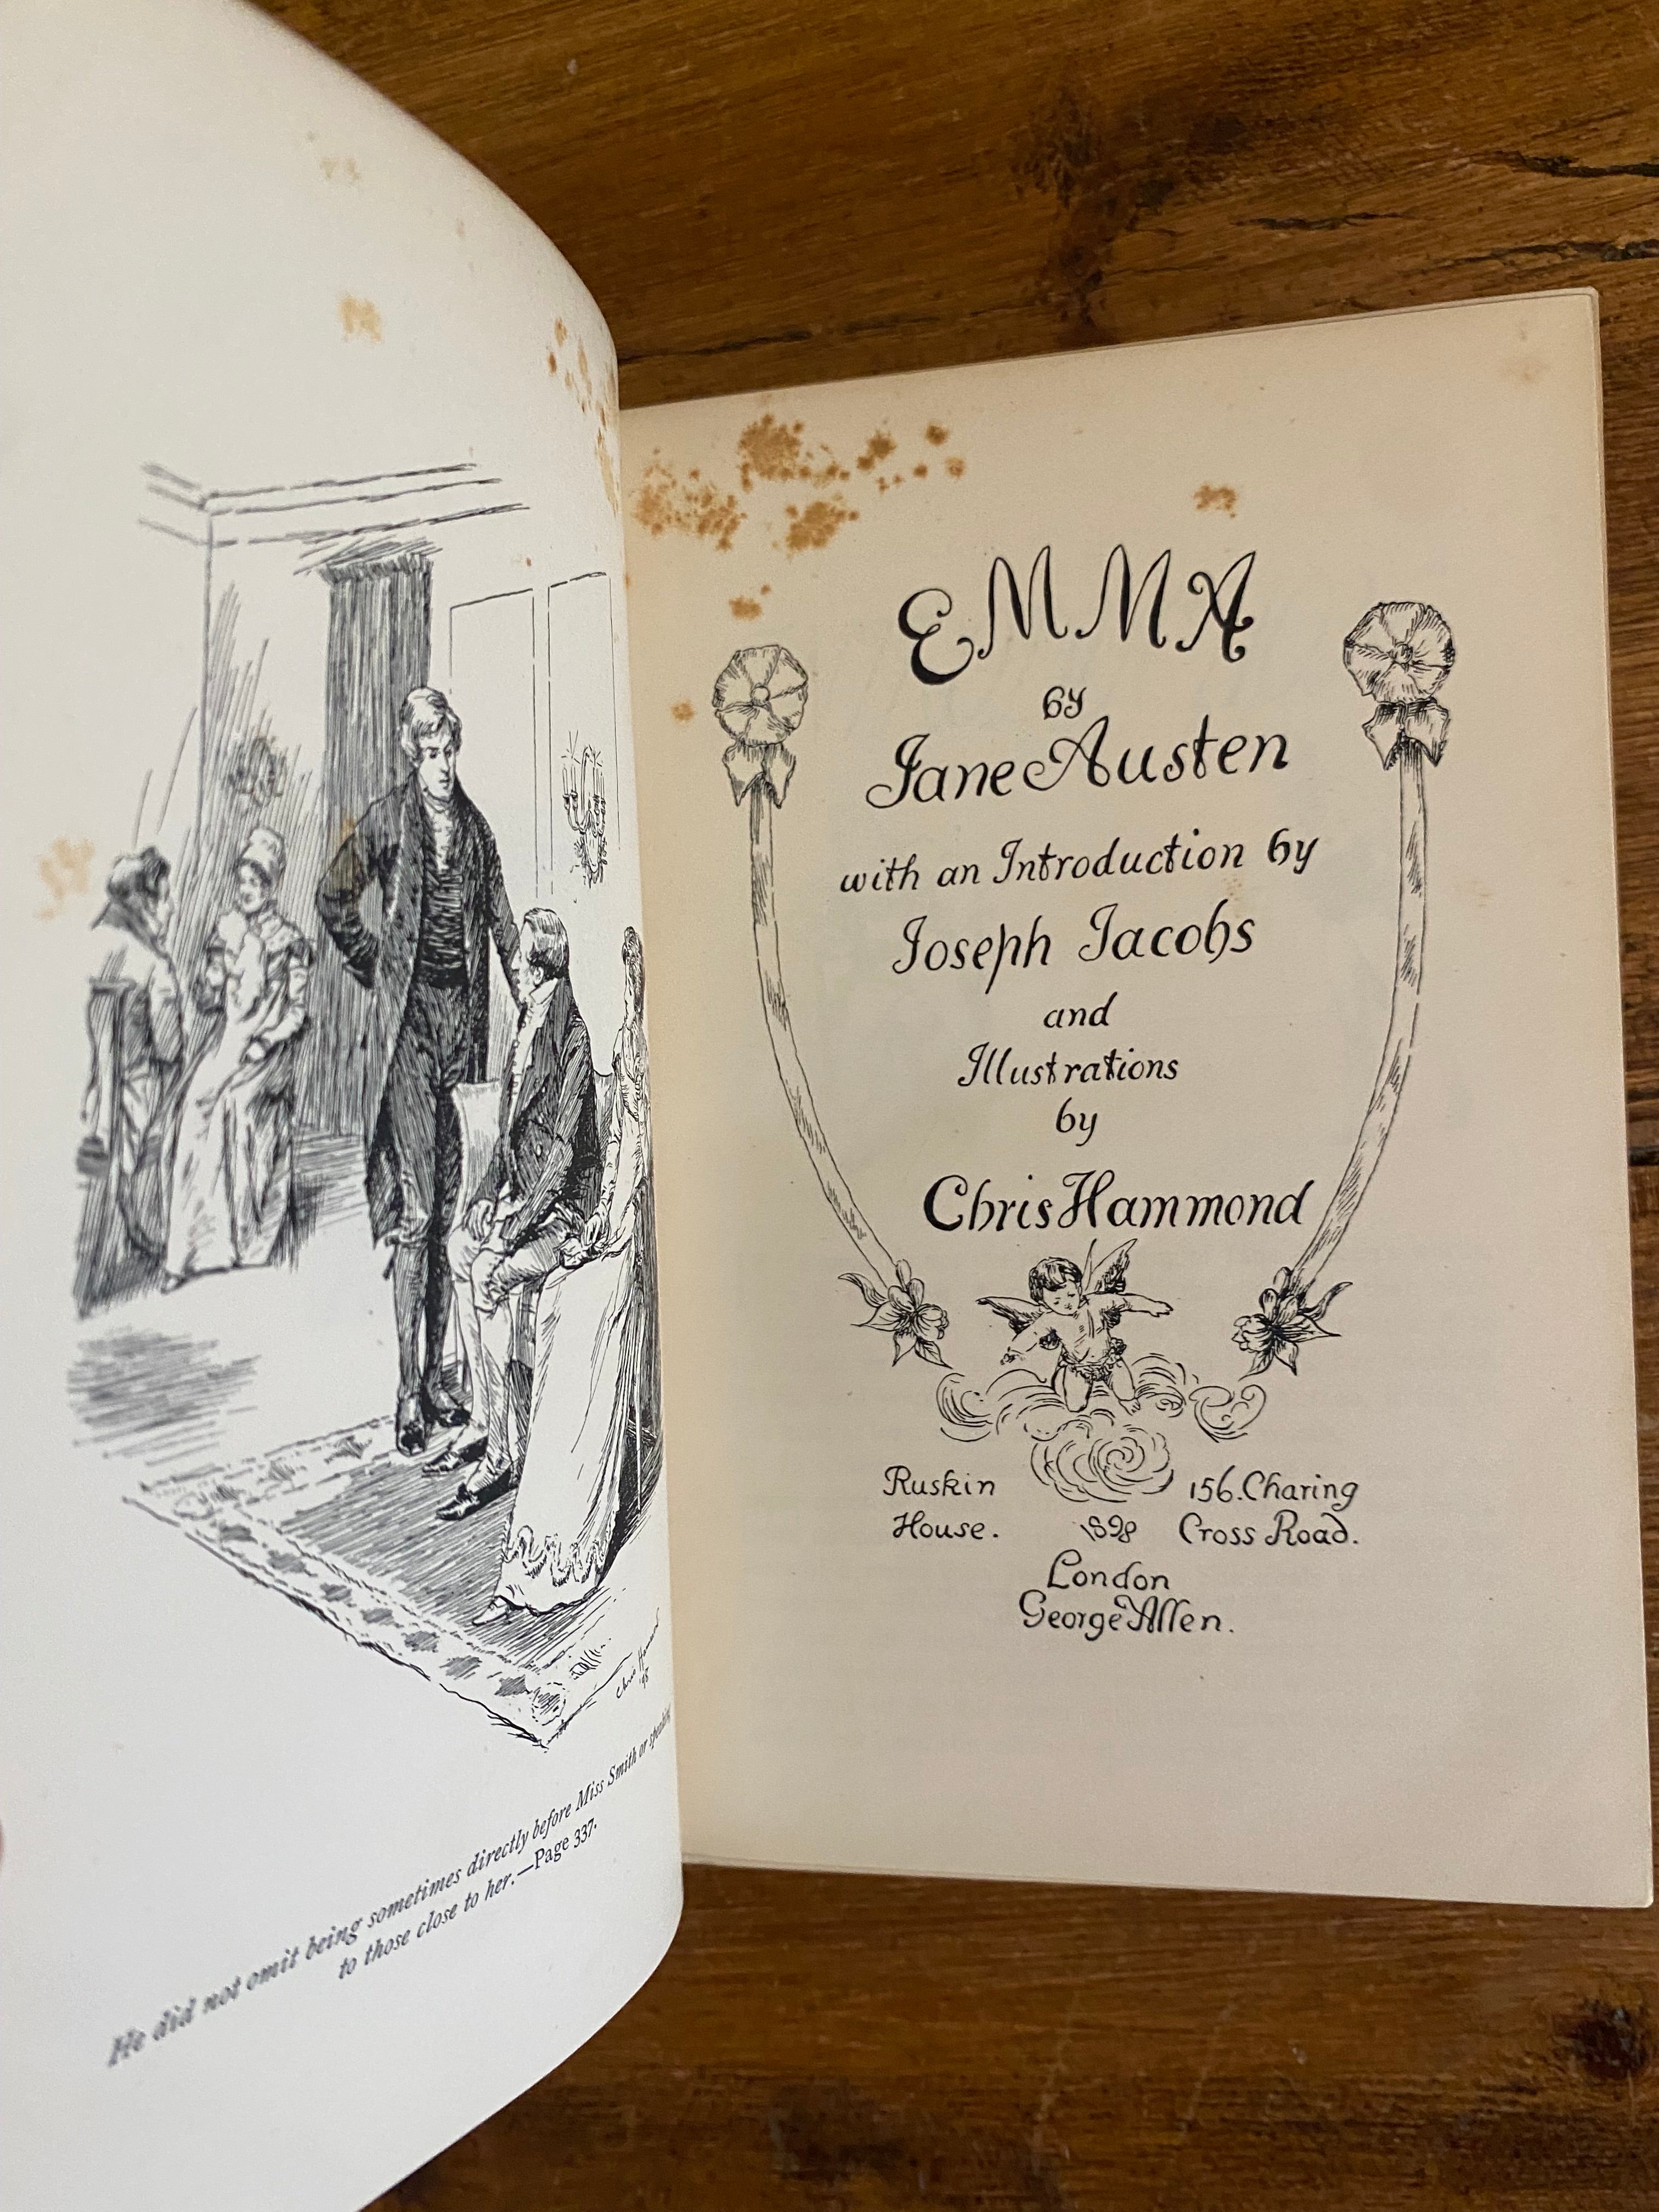 He did not omit being sometimes directly before Miss Smith or speaking
to those close to her.—Page 337.
Chris
'98
EMMA
by
Jane Austen
with an Introduction by
Joseph Jacobs
and
Illustrations
by
Chris Hammond
Ruskin
House.
1898
156. Charing
Cross Road.
London
George Allen.